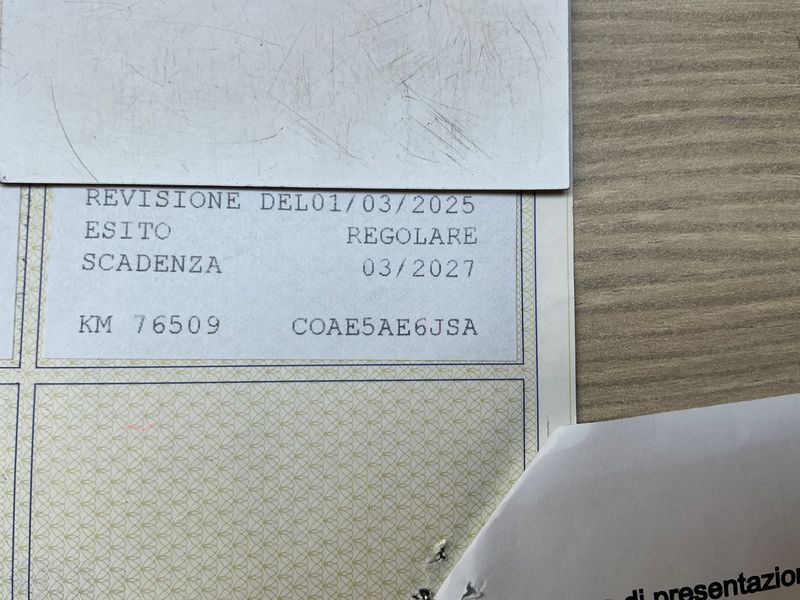 REVISIONE DEL01/03/2025
ESITO REGOLARE
SCADENZA 03/2027
KM 76509 COAE5AE6JSA
di presentazion